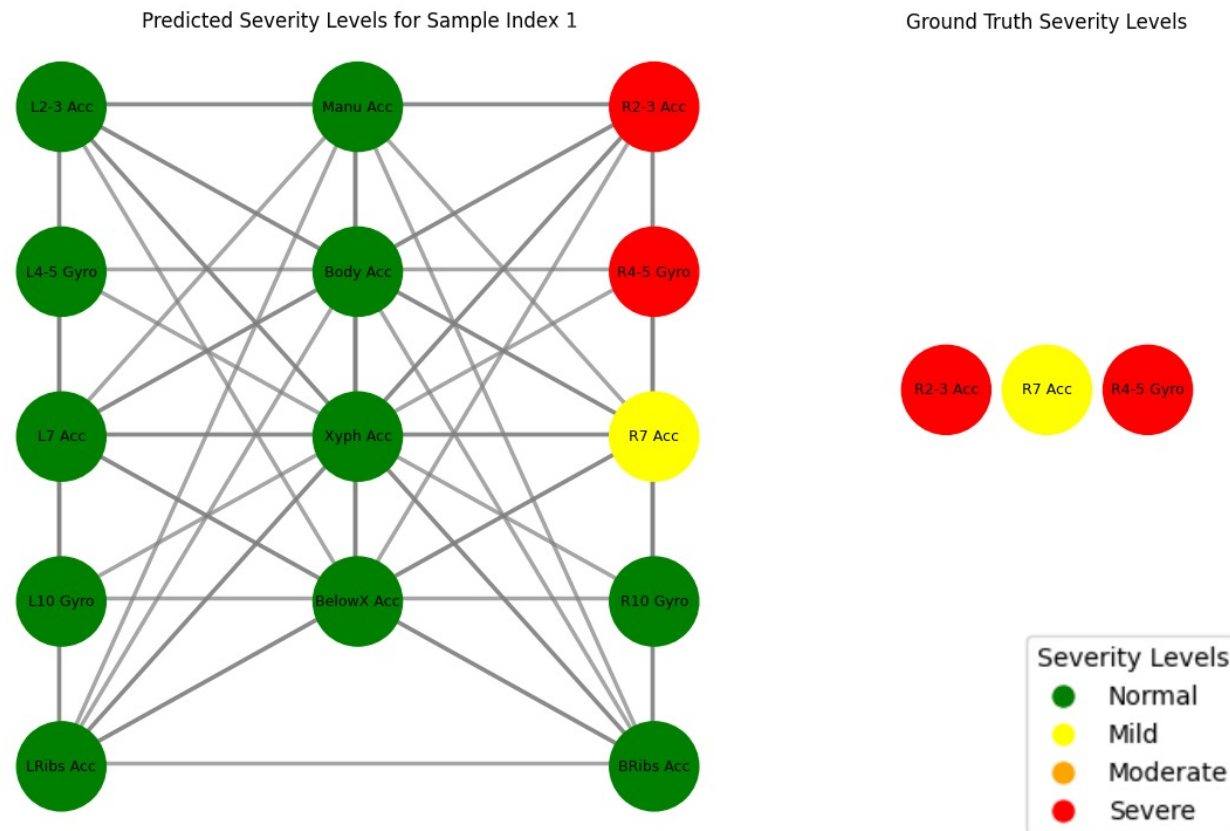 Predicted Severity Levels for Sample Index 1
Ground Truth Severity Levels
L2-3 Acc
Manu Acc
R2-3 Acc
L4-5 Gyro
Body Acc
R4-5 Gyro
L7 Acc
Xyph Acc
R7 Acc
L10 Gyro
BelowX Acc
R10 Gyro
LRibs Acc
BRibs Acc
R2-3 Acc
R7 Acc
R4-5 Gyro
Severity Levels
Normal
Mild
Moderate
Severe